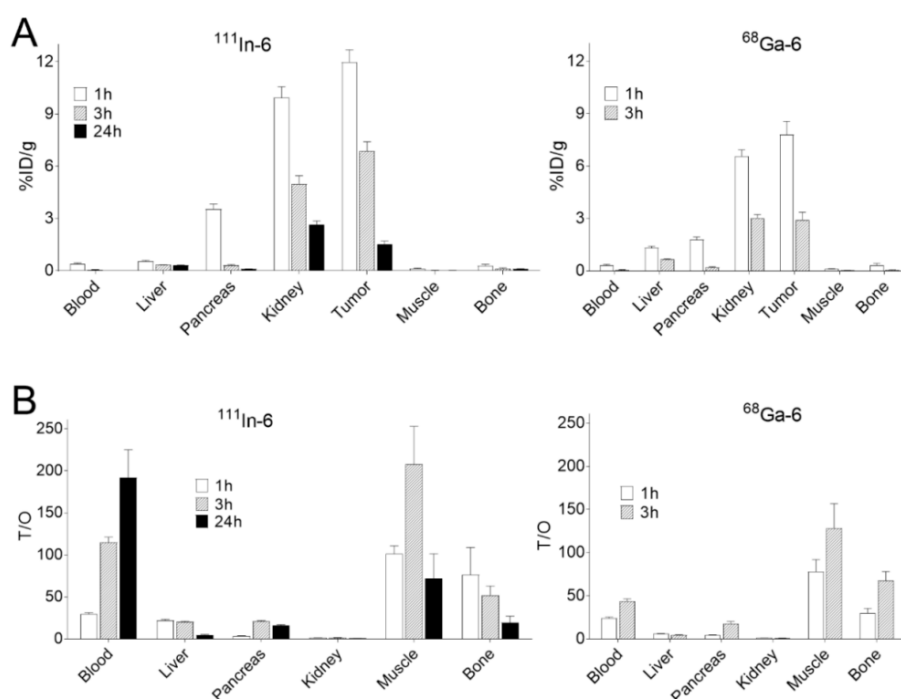 A
¹¹¹In-6
%ID/g
12
9
6
3
0
1h
3h
24h
Blood
Liver
Pancreas
Kidney
Tumor
Muscle
Bone
⁶⁸Ga-6
%ID/g
12
9
6
3
0
1h
3h
Blood
Liver
Pancreas
Kidney
Tumor
Muscle
Bone
B
¹¹¹In-6
T/O
250
200
150
100
50
0
1h
3h
24h
Blood
Liver
Pancreas
Kidney
Muscle
Bone
⁶⁸Ga-6
T/O
250
200
150
100
50
0
1h
3h
Blood
Liver
Pancreas
Kidney
Muscle
Bone